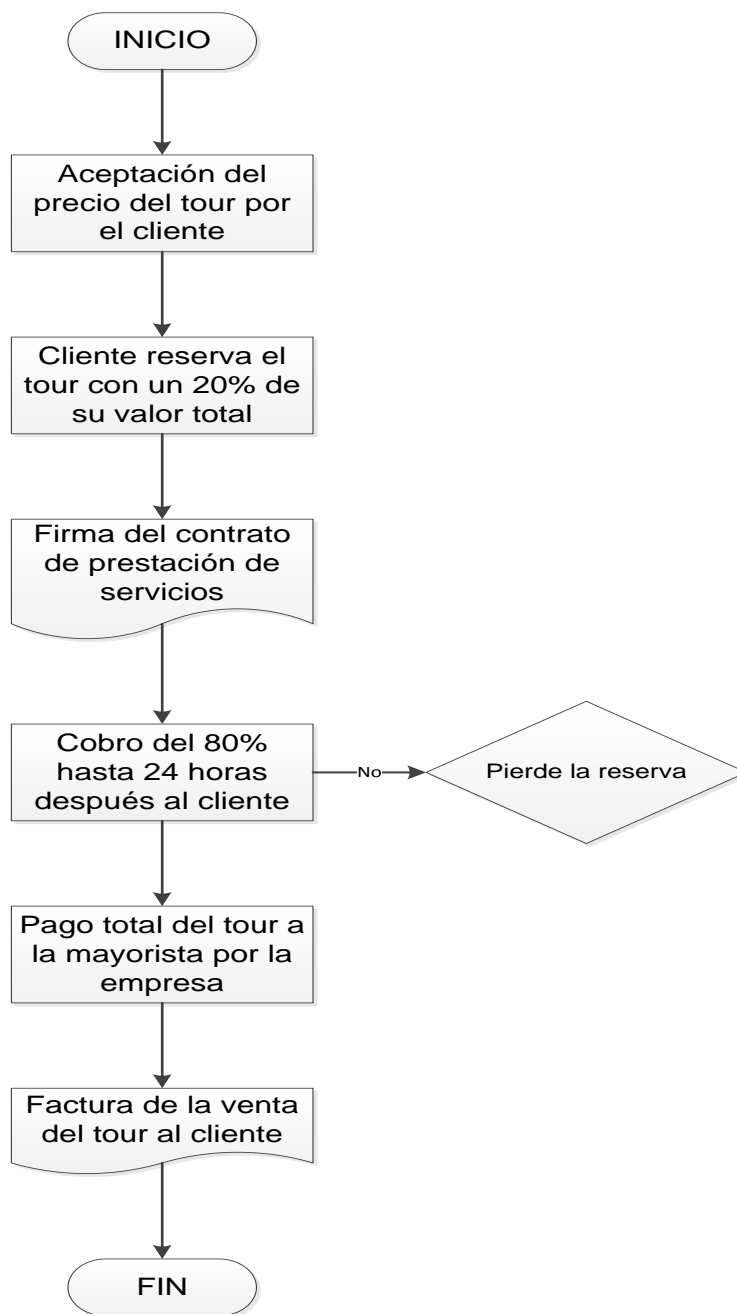 INICIO
Aceptación del
precio del tour por
el cliente
Cliente reserva el
tour con un 20% de
su valor total
Firma del contrato
de prestación de
servicios
Cobro del 80%
hasta 24 horas
después al cliente
No
Pierde la reserva
Pago total del tour a
la mayorista por la
empresa
Factura de la venta
del tour al cliente
FIN